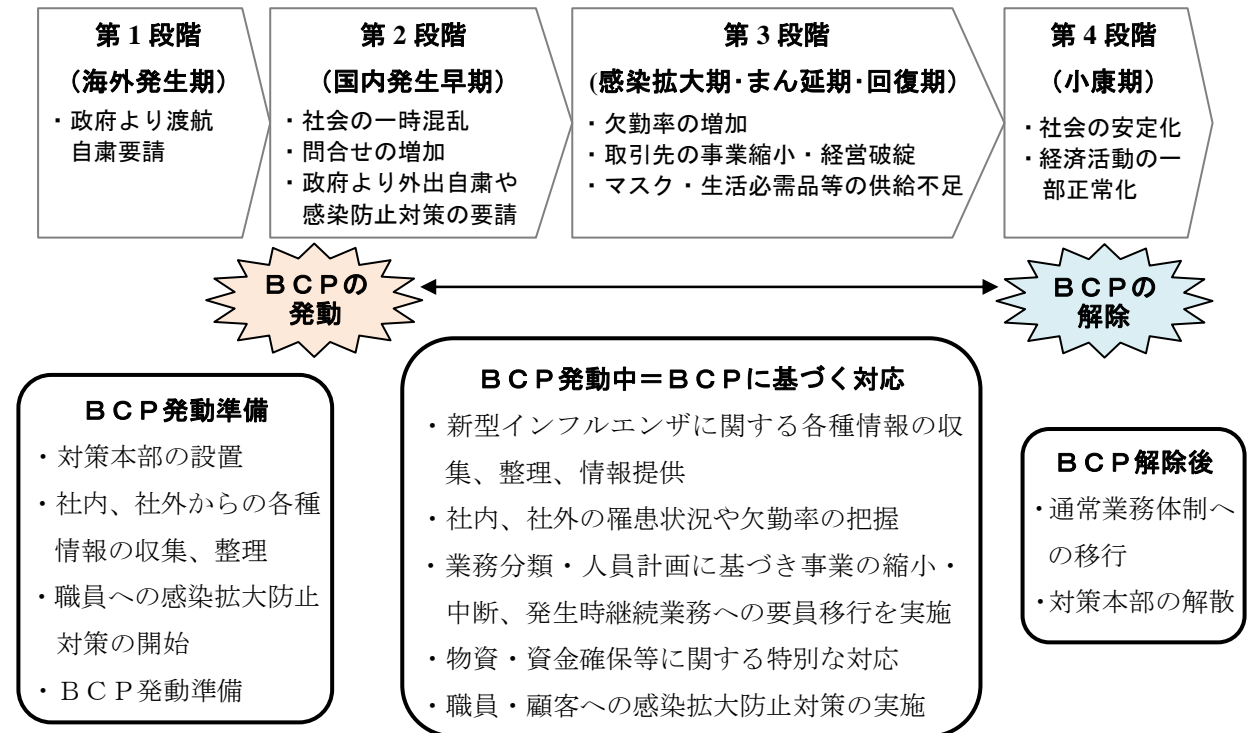 第1段階
（海外発生期）
・政府より渡航
自粛要請
第2段階
（国内発生早期）
・社会の一時混乱
・問合せの増加
・政府より外出自粛や
感染防止対策の要請
第3段階
(感染拡大期・まん延期・回復期）
・欠勤率の増加
・取引先の事業縮小・経営破綻
・マスク・生活必需品等の供給不足
第4段階
（小康期）
・社会の安定化
・経済活動の一
部正常化
ＢＣＰの
発動
ＢＣＰの
解除
ＢＣＰ発動準備
・対策本部の設置
・社内、社外からの各種
情報の収集、整理
・職員への感染拡大防止
対策の開始
・ＢＣＰ発動準備
ＢＣＰ発動中＝ＢＣＰに基づく対応
・新型インフルエンザに関する各種情報の収
集、整理、情報提供
・社内、社外の罹患状況や欠勤率の把握
・業務分類・人員計画に基づき事業の縮小・
中断、発生時継続業務への要員移行を実施
・物資・資金確保等に関する特別な対応
・職員・顧客への感染拡大防止対策の実施
ＢＣＰ解除後
・通常業務体制へ
の移行
・対策本部の解散